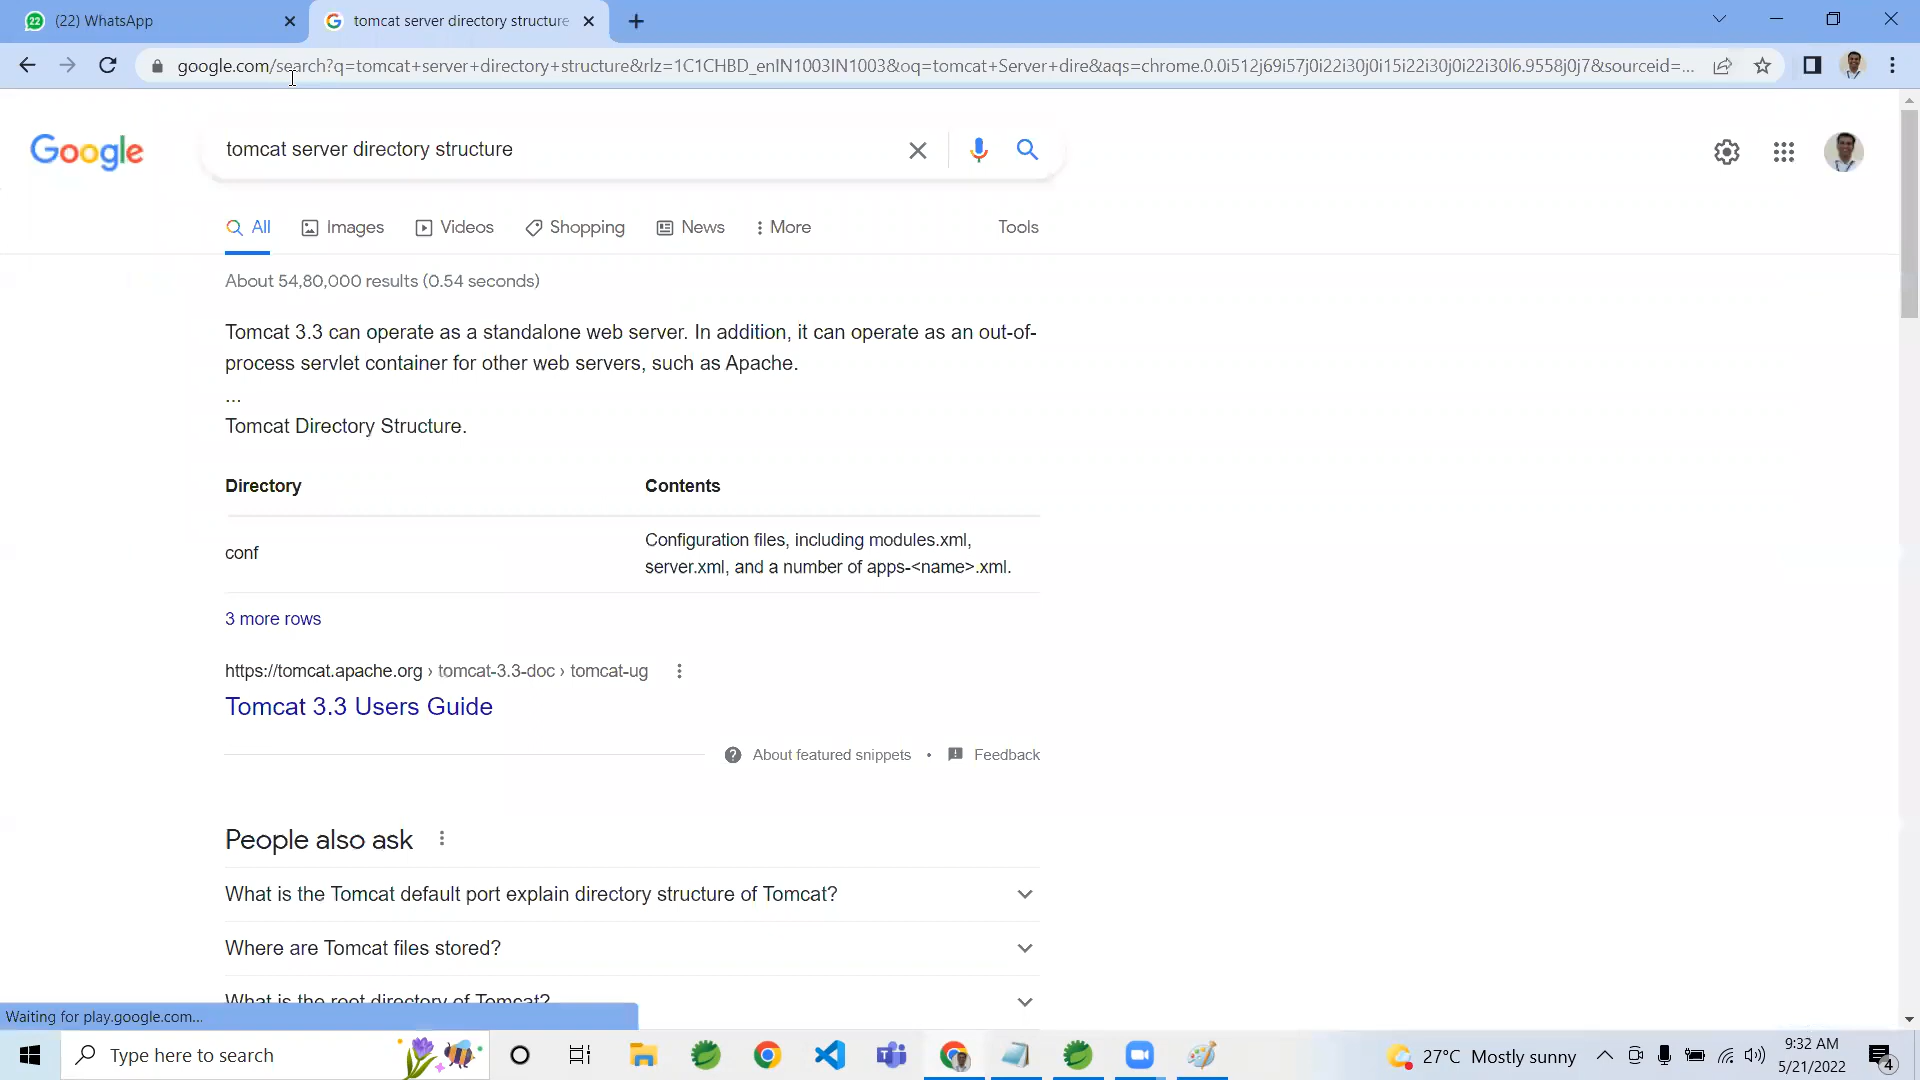 (22) WhatsApp
tomcat server directory structure
google.com/search?q=tomcat+server+directory+structure&rlz=1C1CHBD_enIN1003IN1003&oq=tomcat+Server+dire&aqs=chrome.0.0i512j69i57j0i22i30j0i15i22i30j0i22i30l6.9558j0j7&sourceid=...
Google
tomcat server directory structure
All
Images
Videos
Shopping
News
More
Tools
About 54,80,000 results (0.54 seconds)
Tomcat 3.3 can operate as a standalone web server. In addition, it can operate as an out-of-
process servlet container for other web servers, such as Apache.
...
Tomcat Directory Structure.
Directory Contents
conf
Configuration files, including modules.xml,
server.xml, and a number of apps-<name>.xml.
3 more rows
https://tomcat.apache.org › tomcat-3.3-doc › tomcat-ug
Tomcat 3.3 Users Guide
About featured snippets • Feedback
People also ask
What is the Tomcat default port explain directory structure of Tomcat?
Where are Tomcat files stored?
What is the root directory of Tomcat?
Waiting for play.google.com...
Type here to search
27°C Mostly sunny
9:32 AM
5/21/2022
4